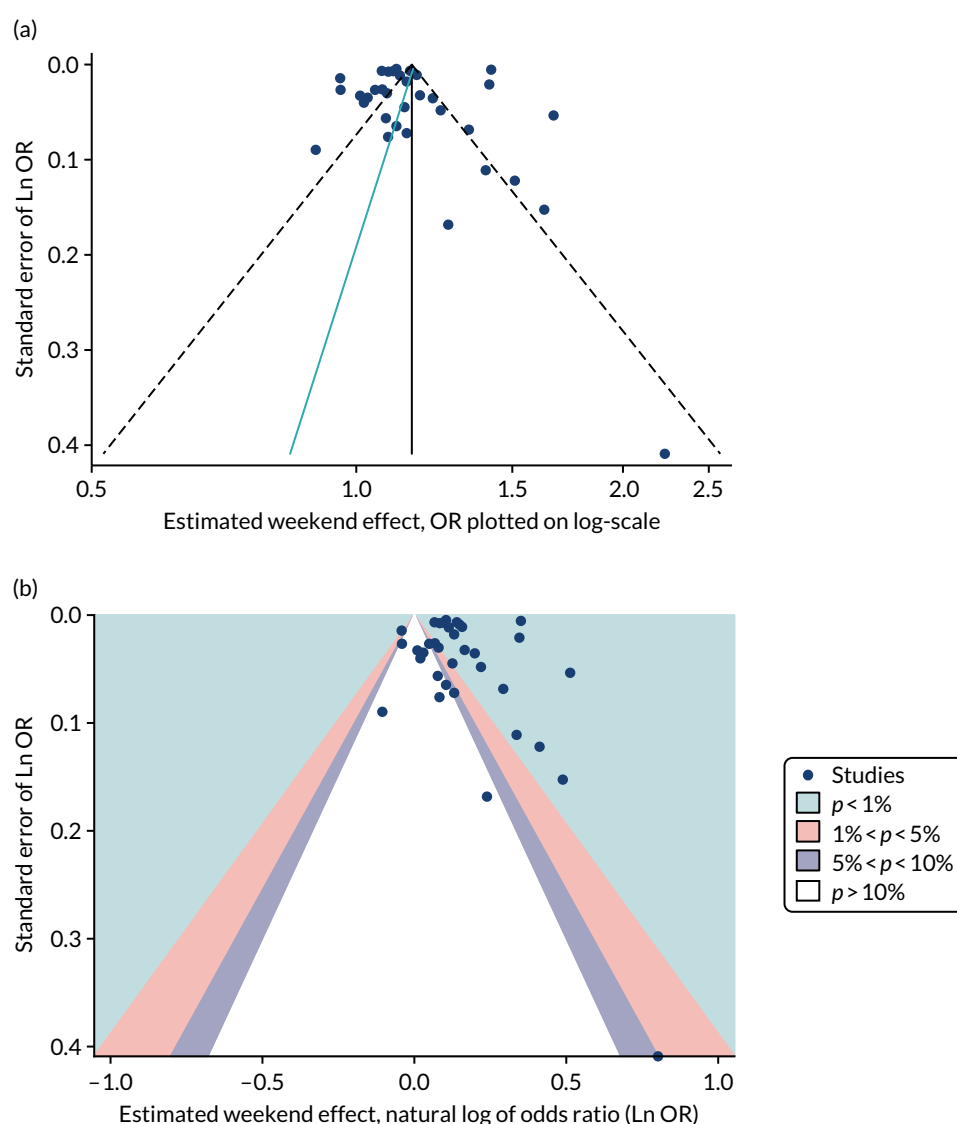 (a)
0.0
0.1
0.2
0.3
0.4
Standard error of Ln OR
0.5
1.0
1.5
2.0
2.5
Estimated weekend effect, OR plotted on log-scale
(b)
0.0
0.1
0.2
0.3
0.4
Standard error of Ln OR
−1.0
−0.5
0.0
0.5
1.0
Estimated weekend effect, natural log of odds ratio (Ln OR)
Studies
p < 1%
1% < p < 5%
5% < p < 10%
p > 10%